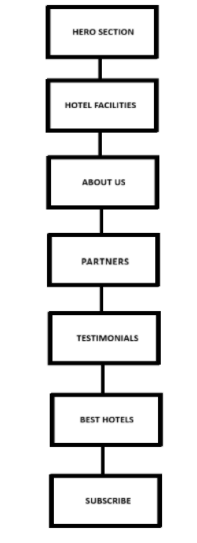 HERO SECTION
HOTEL FACILITIES
ABOUT US
PARTNERS
TESTIMONIALS
BEST HOTELS
SUBSCRIBE